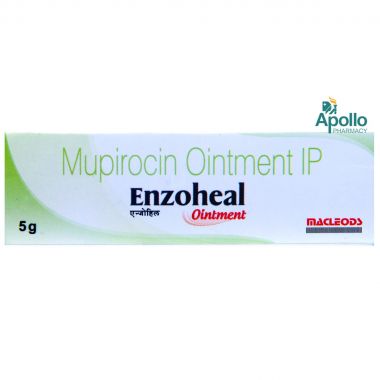 Apollo
PHARMACY
Mupirocin Ointment IP
Enzoheal
एन्जोहिल
Ointment
5g
MACLEODS